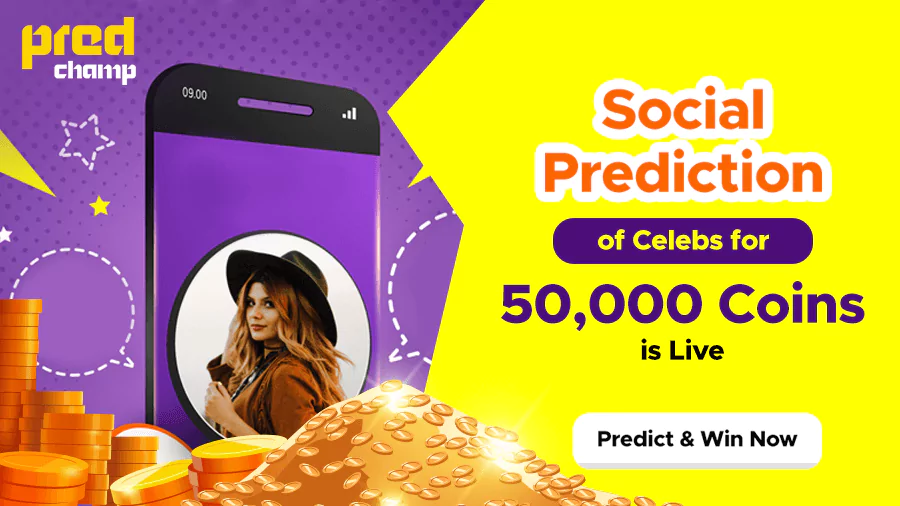 pred
champ
09.00
Social
Prediction
of Celebs for
50,000 Coins
is Live
Predict & Win Now